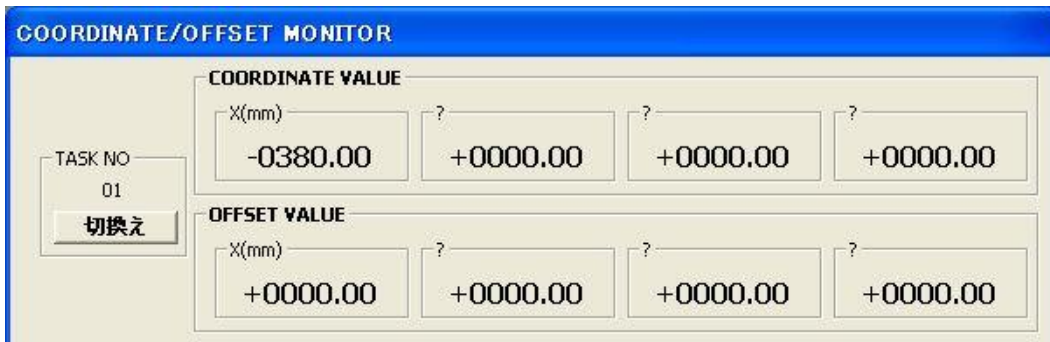 COORDINATE/OFFSET MONITOR
COORDINATE VALUE
X(mm) ? ? ?
-0380.00 +0000.00 +0000.00 +0000.00
TASK NO
01
切換え
OFFSET VALUE
X(mm) ? ? ?
+0000.00 +0000.00 +0000.00 +0000.00